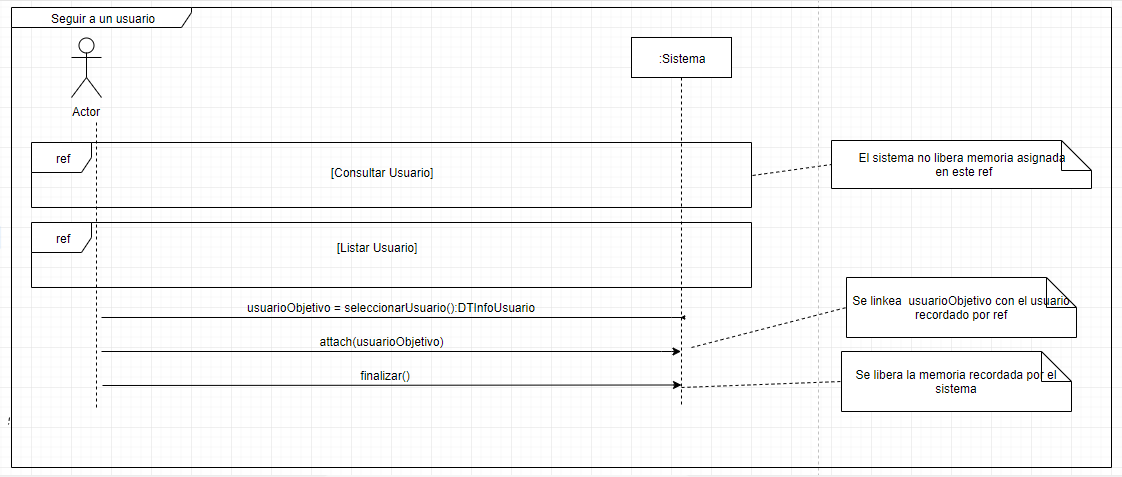 Seguir a un usuario
:Sistema
Actor
ref
[Consultar Usuario]
El sistema no libera memoria asignada
en este ref
ref
[Listar Usuario]
usuarioObjetivo = seleccionarUsuario():DTInfoUsuario
Se linkea usuarioObjetivo con el usuario
recordado por ref
attach(usuarioObjetivo)
finalizar()
Se libera la memoria recordada por el
sistema